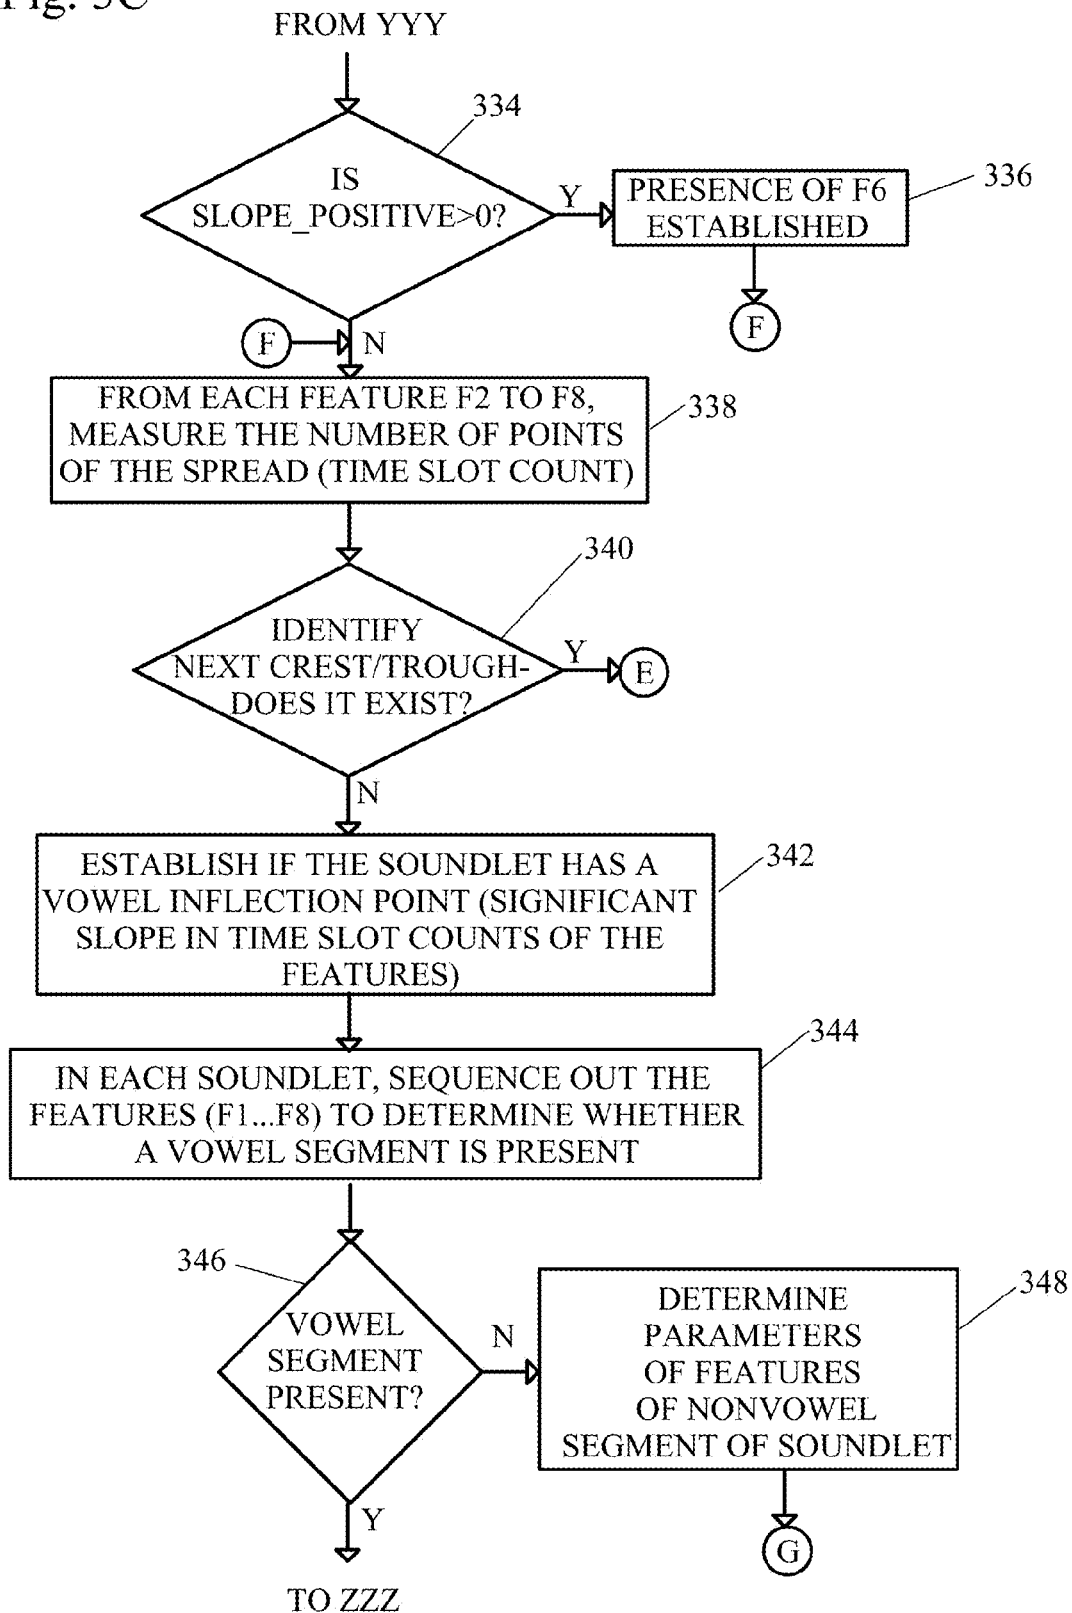 Fig. 3C
FROM YYY
334
IS
SLOPE_POSITIVE>0?
Y
PRESENCE OF F6
ESTABLISHED
336
F
F
N
FROM EACH FEATURE F2 TO F8,
MEASURE THE NUMBER OF POINTS
OF THE SPREAD (TIME SLOT COUNT)
338
340
IDENTIFY
NEXT CREST/TROUGH-
DOES IT EXIST?
Y
E
N
ESTABLISH IF THE SOUNDLET HAS A
VOWEL INFLECTION POINT (SIGNIFICANT
SLOPE IN TIME SLOT COUNTS OF THE
FEATURES)
342
344
IN EACH SOUNDLET, SEQUENCE OUT THE
FEATURES (F1...F8) TO DETERMINE WHETHER
A VOWEL SEGMENT IS PRESENT
346
VOWEL
SEGMENT
PRESENT?
N
DETERMINE
PARAMETERS
OF FEATURES
OF NONVOWEL
SEGMENT OF SOUNDLET
348
Y
G
TO ZZZ